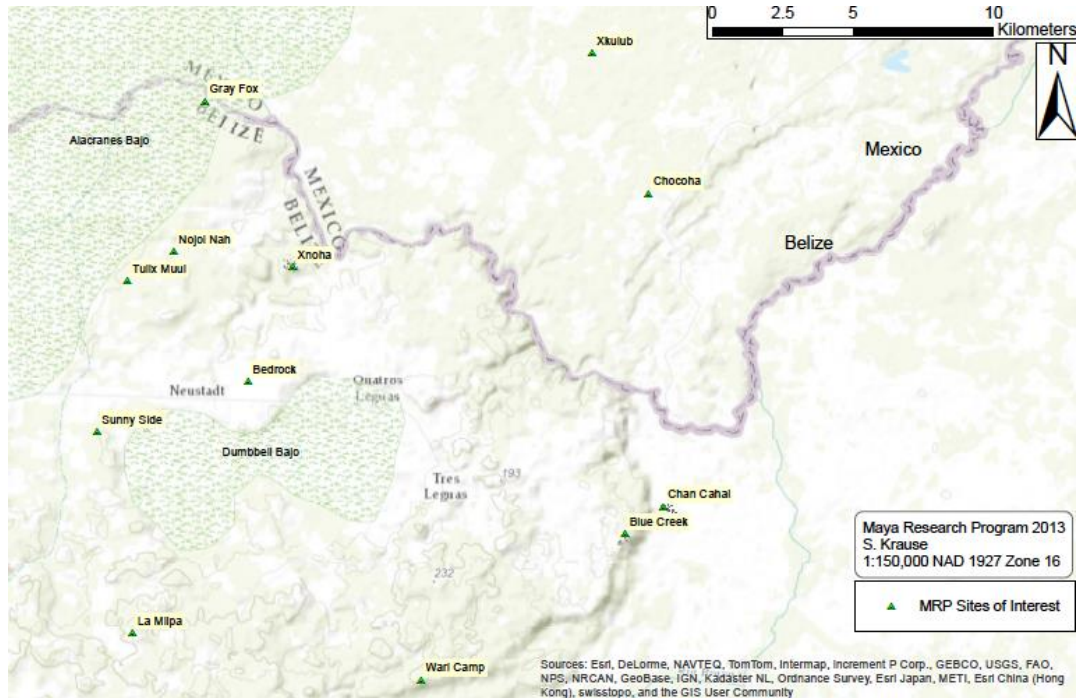 0 2.5 5 10
Kilometers
N
Xkulub
MÉXICO
BELIZE
Gray Fox
Alacranes Bajo
Mexico
Chocoha
MEXICO
Belize
Nojol Nah
Xnoha
Tulix Muul
Bedrock
Quatros
Leguas
Neustadt
Sunny Side
Dumbbell Bajo
Tres
Leguas
193
Chan Cahal
Blue Creek
Maya Research Program 2013
S. Krause
1:150,000 NAD 1927 Zone 16
232
MRP Sites of Interest
La Milpa
Wari Camp
Sources: Esri, DeLorme, NAVTEQ, TomTom, Intermap, increment P Corp., GEBCO, USGS, FAO,
NPS, NRCAN, GeoBase, IGN, Kadaster NL, Ordnance Survey, Esri Japan, METI, Esri China (Hong
Kong), swisstopo, and the GIS User Community